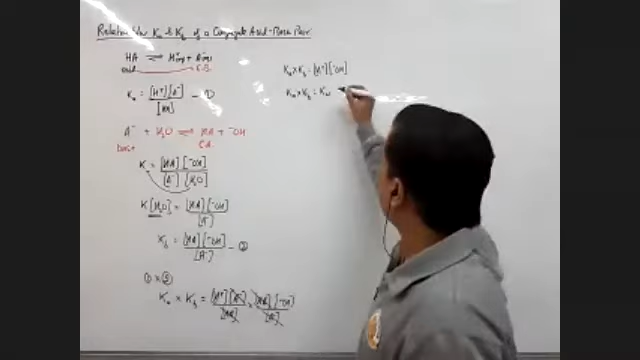 Relation b/w Ka & Kb of a Conjugate Acid-Base Pair
HA ⇌ H⁺(aq) + A⁻(aq)
acid C.B.
Ka = [H⁺][A⁻] / [HA] — ①
A⁻ + H₂O ⇌ HA + ⁻OH
base C.A.
K = [HA][⁻OH] / [A⁻][H₂O]
K[H₂O] = [HA][⁻OH] / [A⁻]
Kb = [HA][⁻OH] / [A⁻] — ②
① × ②
Ka × Kb = [H⁺][A⁻] / [HA] × [HA][⁻OH] / [A⁻]
Ka × Kb = [H⁺][⁻OH]
Ka × Kb = Kw